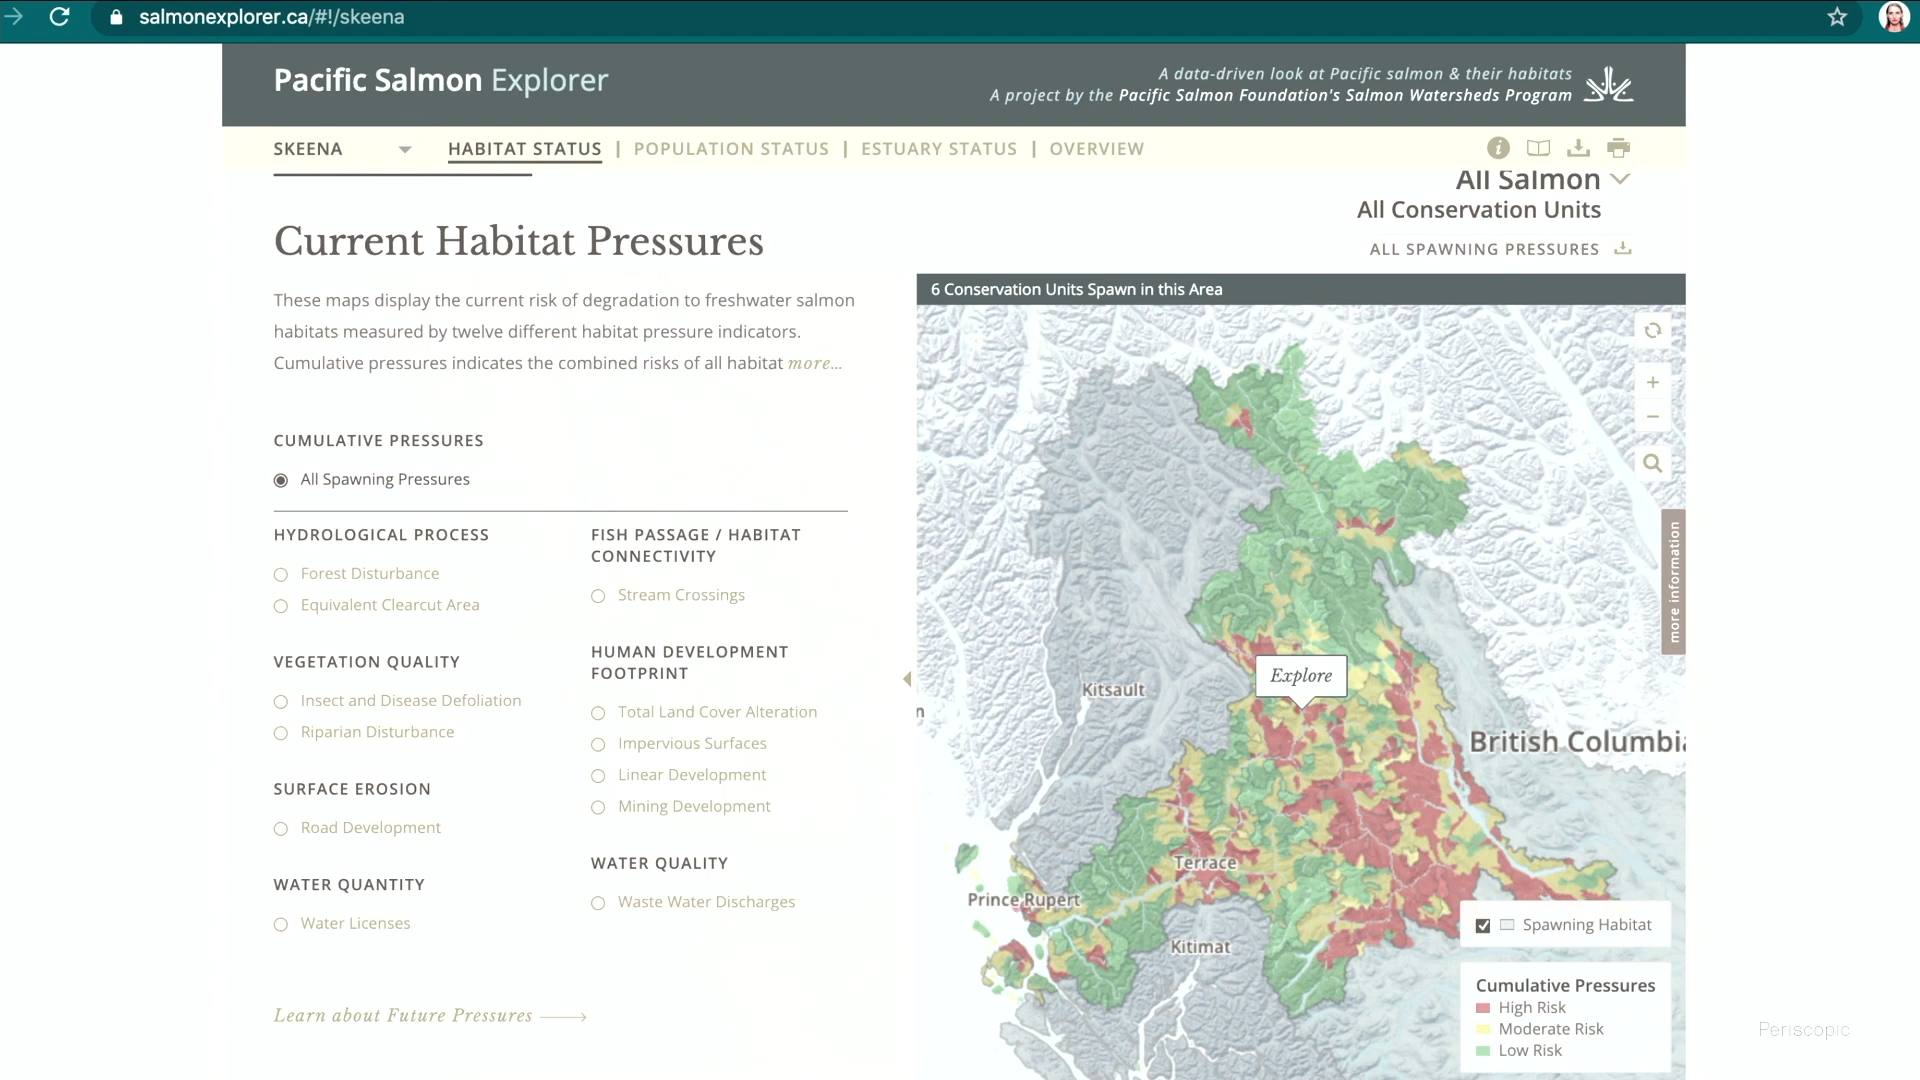 salmonexplorer.ca/#!/skeena
Pacific Salmon Explorer
A data-driven look at Pacific salmon & their habitats
A project by the Pacific Salmon Foundation's Salmon Watersheds Program
SKEENA
HABITAT STATUS | POPULATION STATUS | ESTUARY STATUS | OVERVIEW
All Salmon
All Conservation Units
ALL SPAWNING PRESSURES
Current Habitat Pressures
These maps display the current risk of degradation to freshwater salmon
habitats measured by twelve different habitat pressure indicators.
Cumulative pressures indicates the combined risks of all habitat more...
CUMULATIVE PRESSURES
All Spawning Pressures
HYDROLOGICAL PROCESS
Forest Disturbance
Equivalent Clearcut Area
VEGETATION QUALITY
Insect and Disease Defoliation
Riparian Disturbance
SURFACE EROSION
Road Development
WATER QUANTITY
Water Licenses
FISH PASSAGE / HABITAT
CONNECTIVITY
Stream Crossings
HUMAN DEVELOPMENT
FOOTPRINT
Total Land Cover Alteration
Impervious Surfaces
Linear Development
Mining Development
WATER QUALITY
Waste Water Discharges
Learn about Future Pressures
6 Conservation Units Spawn in this Area
more information
Explore
Kitsault
n
British Columbia
Terrace
Prince Rupert
Kitimat
Spawning Habitat
Cumulative Pressures
High Risk
Moderate Risk
Low Risk
Periscopic